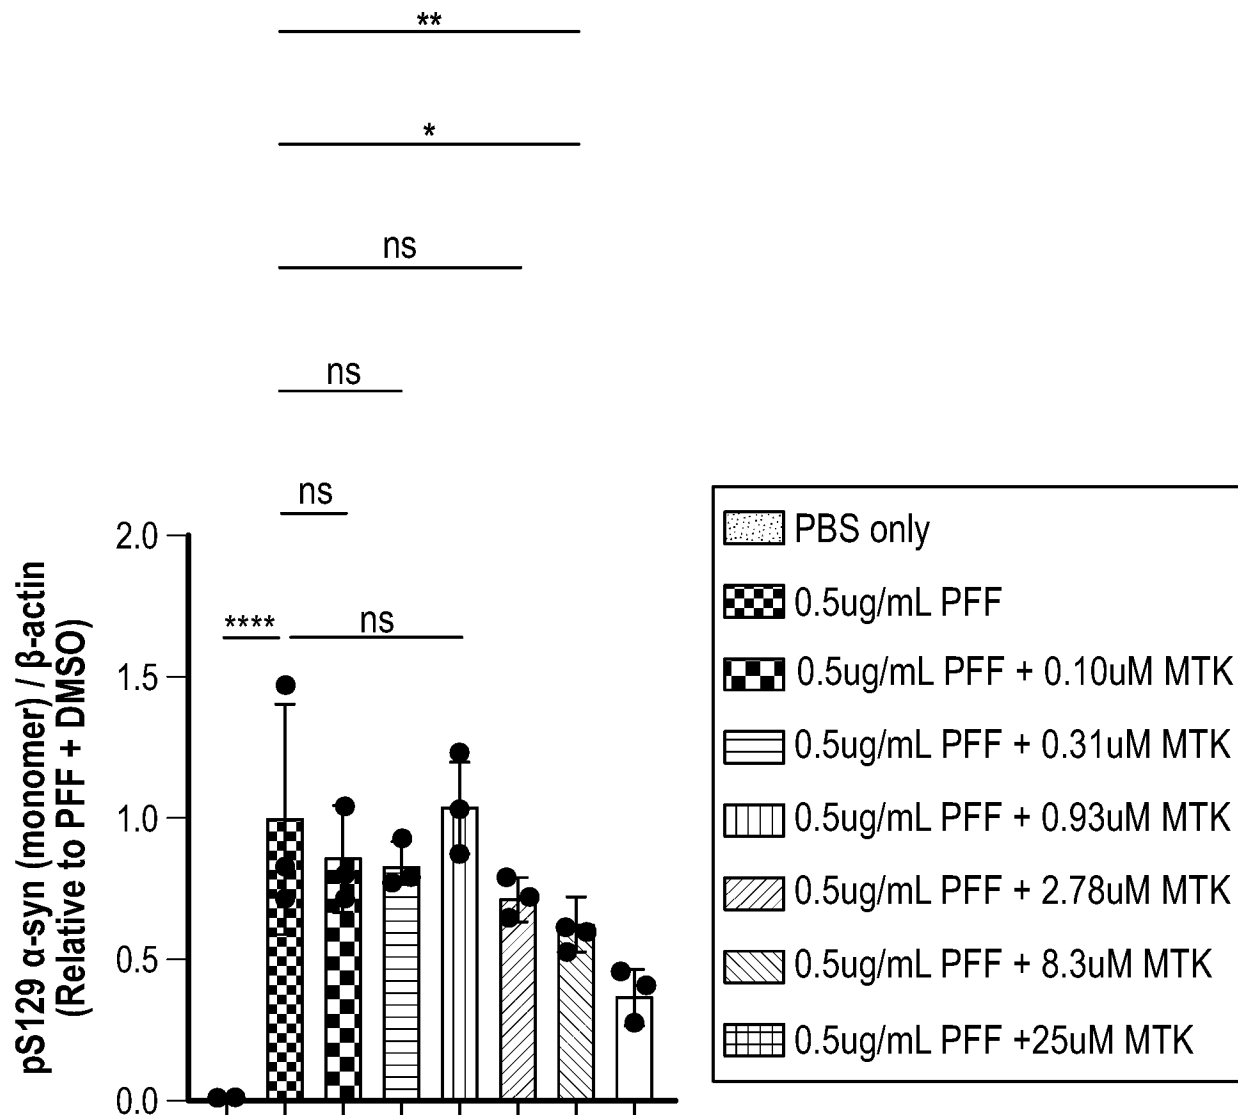 **
*
ns
ns
ns
**** ns
2.0
1.5
1.0
0.5
0.0
pS129 α-syn (monomer) / β-actin
(Relative to PFF + DMSO)
PBS only
0.5ug/mL PFF
0.5ug/mL PFF + 0.10uM MTK
0.5ug/mL PFF + 0.31uM MTK
0.5ug/mL PFF + 0.93uM MTK
0.5ug/mL PFF + 2.78uM MTK
0.5ug/mL PFF + 8.3uM MTK
0.5ug/mL PFF +25uM MTK